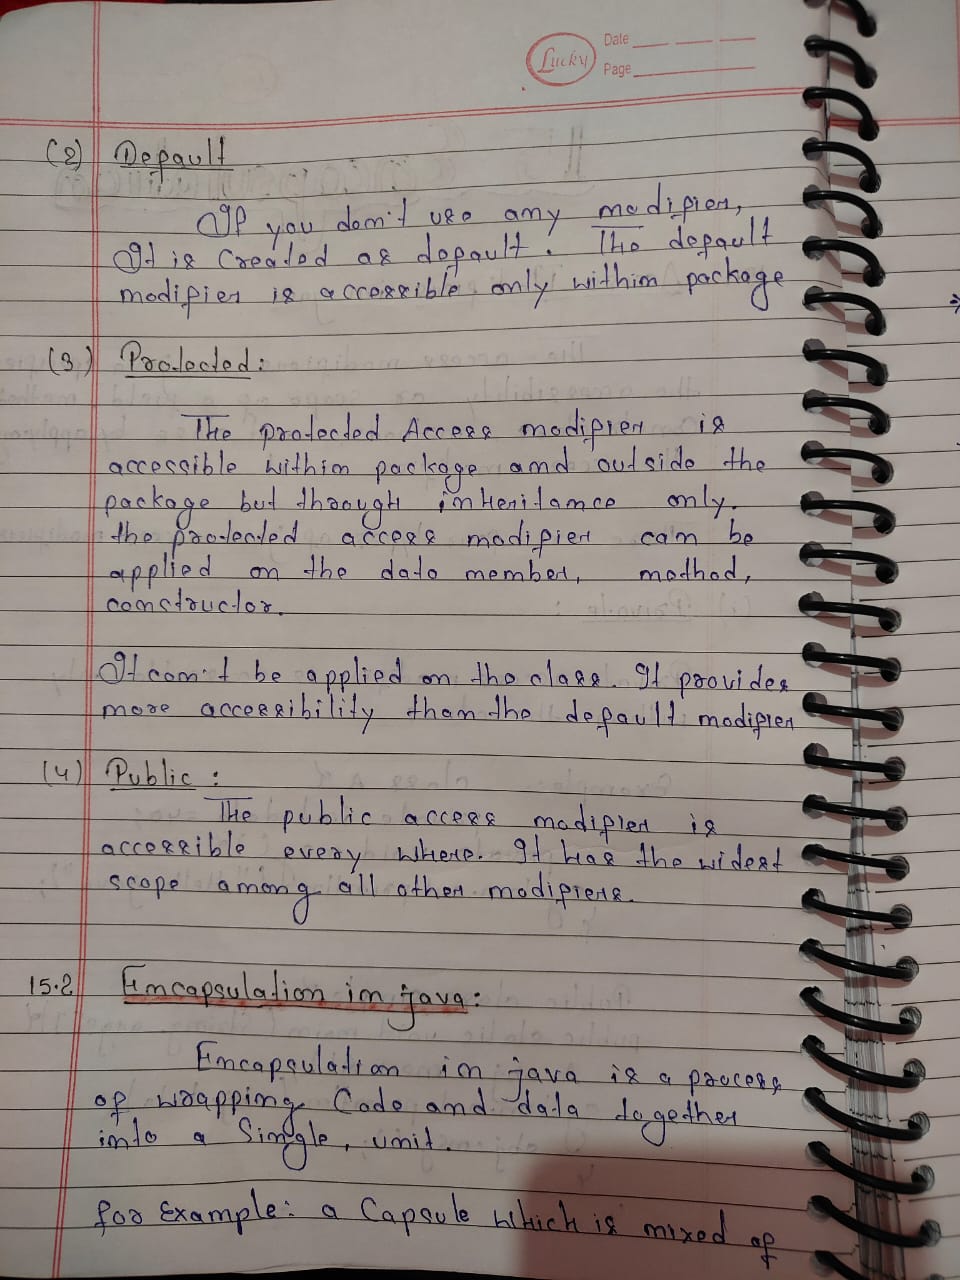 Lucky
Date
Page
(2) Default
If you don't use any modifier,
It is created as default. The default
modifier is accessible only within package
(3) Protected:
The protected Access modifier is
accessible within package and outside the
package but through inheritance only.
the protected access modifier can be
applied on the data member, method,
constructor.
It can't be applied on the class. It provides
more accessibility than the default modifier
(4) Public :
The public access modifier is
accessible every where. It has the widest
scope among all other modifiers.
15.2 Encapsulation in java:
Encapsulation in java is a process
of wrapping Code and data together
into a Single, unit.
for Example: a Capsule which is mixed of